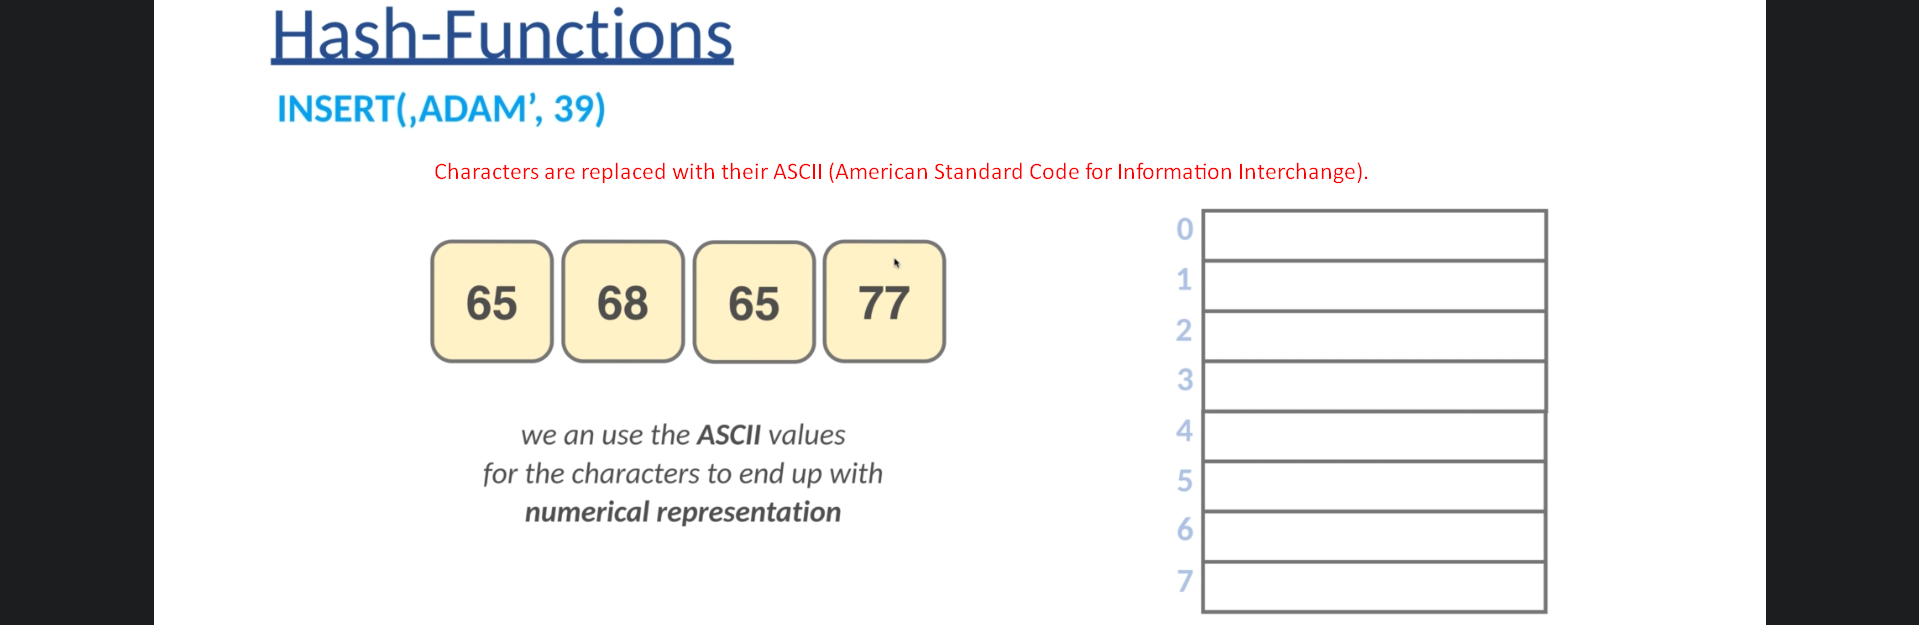 Hash-Functions
INSERT(‚ADAM’, 39)
Characters are replaced with their ASCII (American Standard Code for Information Interchange).
65 68 65 77
we an use the ASCII values
for the characters to end up with
numerical representation
0
1
2
3
4
5
6
7